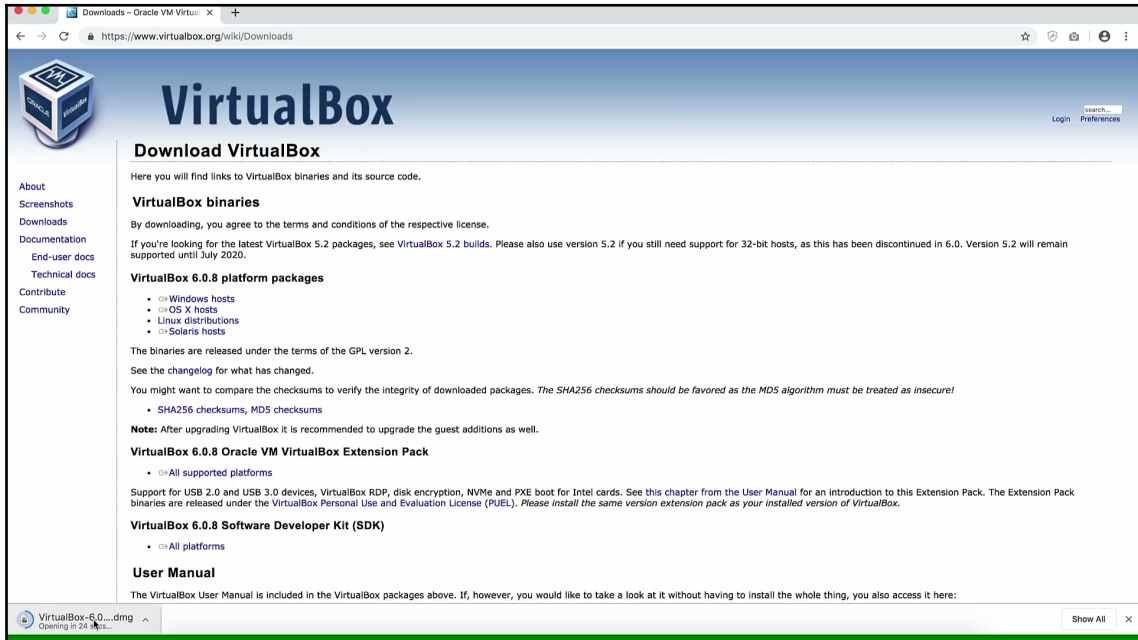 Downloads – Oracle VM Virtua
https://www.virtualbox.org/wiki/Downloads
ORACLE
VirtualBox
VirtualBox
search...
Login Preferences
Download VirtualBox
Here you will find links to VirtualBox binaries and its source code.
About
Screenshots
Downloads
Documentation
End-user docs
Technical docs
Contribute
Community
VirtualBox binaries
By downloading, you agree to the terms and conditions of the respective license.
If you're looking for the latest VirtualBox 5.2 packages, see VirtualBox 5.2 builds. Please also use version 5.2 if you still need support for 32-bit hosts, as this has been discontinued in 6.0. Version 5.2 will remain
supported until July 2020.
VirtualBox 6.0.8 platform packages
• Windows hosts
• OS X hosts
• Linux distributions
• Solaris hosts
The binaries are released under the terms of the GPL version 2.
See the changelog for what has changed.
You might want to compare the checksums to verify the integrity of downloaded packages. The SHA256 checksums should be favored as the MD5 algorithm must be treated as insecure!
• SHA256 checksums, MD5 checksums
Note: After upgrading VirtualBox it is recommended to upgrade the guest additions as well.
VirtualBox 6.0.8 Oracle VM VirtualBox Extension Pack
• All supported platforms
Support for USB 2.0 and USB 3.0 devices, VirtualBox RDP, disk encryption, NVMe and PXE boot for Intel cards. See this chapter from the User Manual for an introduction to this Extension Pack. The Extension Pack
binaries are released under the VirtualBox Personal Use and Evaluation License (PUEL). Please install the same version extension pack as your installed version of VirtualBox.
VirtualBox 6.0.8 Software Developer Kit (SDK)
• All platforms
User Manual
The VirtualBox User Manual is included in the VirtualBox packages above. If, however, you would like to take a look at it without having to install the whole thing, you also access it here:
VirtualBox-6.0....dmg
Opening in 24 secs...
Show All